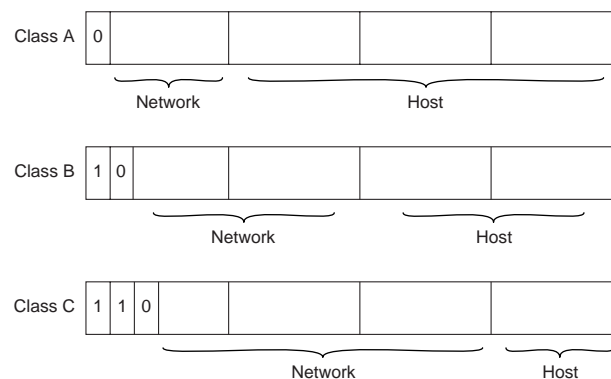 Class A 0
Network Host
Class B 1 0
Network Host
Class C 1 1 0
Network Host